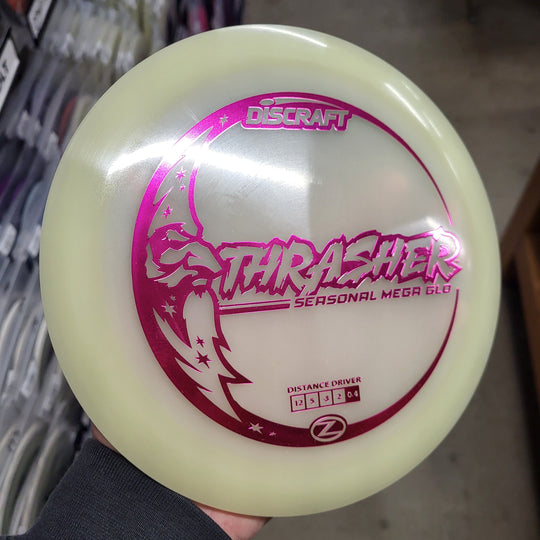 DISCRAFT
THRASHER
SEASONAL MEGA GLO
DISTANCE DRIVER
12 5 -3 2 0.4
Z